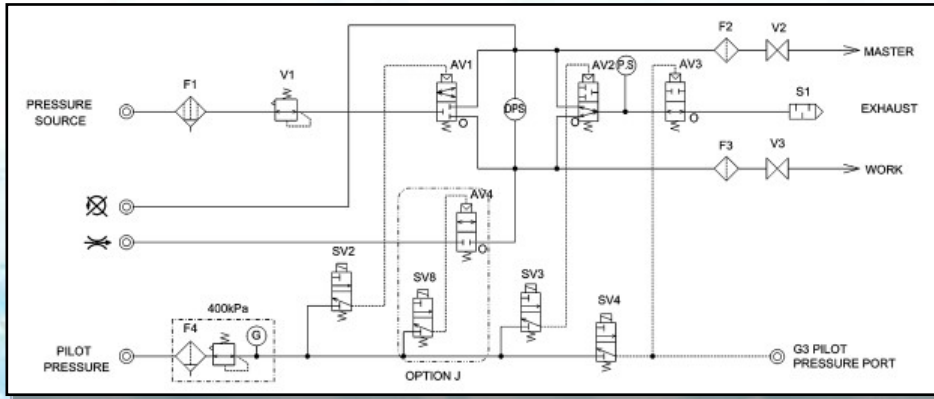 F2 V2
MASTER
F1 V1 AV1 AV2 P.S AV3 S1
PRESSURE
SOURCE
DPS
EXHAUST
O O O
F3 V3
WORK
AV4
O
SV2 SV8 SV3 SV4
400kPa
F4
G
PILOT
PRESSURE
OPTION J
G3 PILOT
PRESSURE PORT